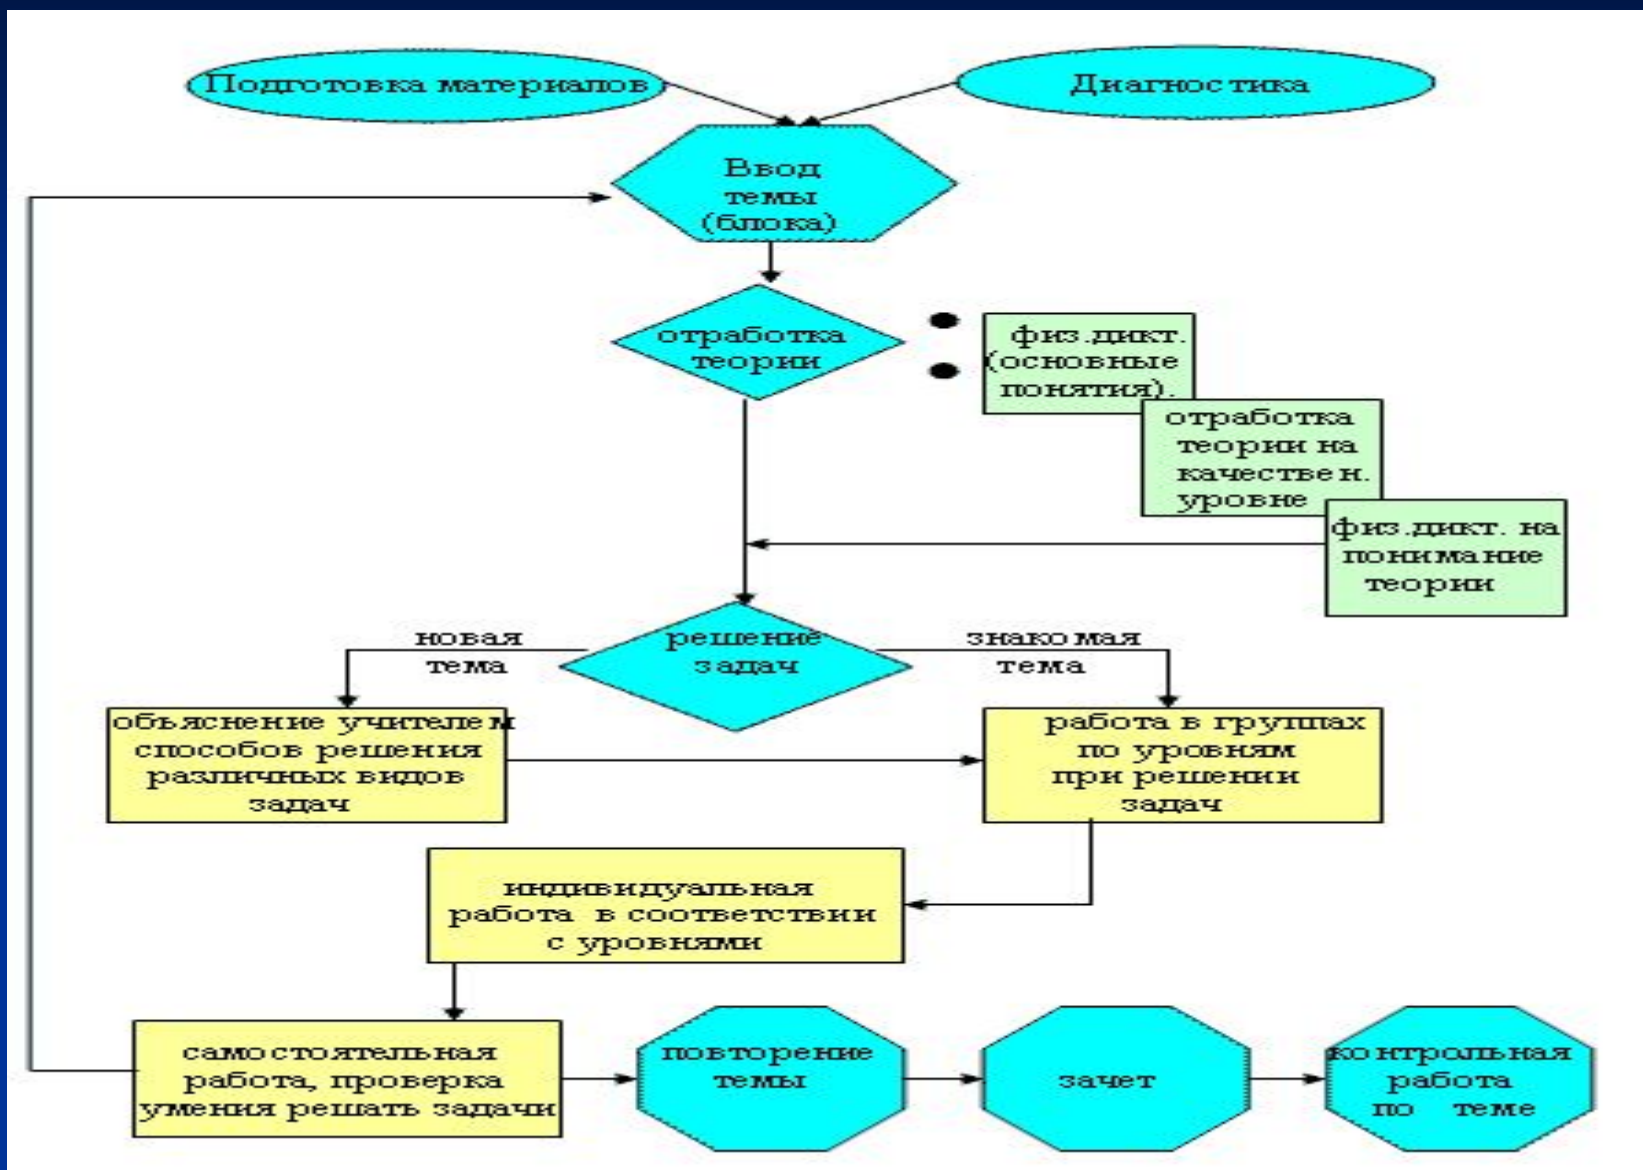 Подготовка материалов
Диагностика
Ввод
темы
(блока)
отработка
теории
физ.дикт.
(основные
понятия).
отработка
теории на
качествен.
уровне
физ.дикт. на
понимание
теории
новая
тема
решение
задач
знакомая
тема
объяснение учителем
способов решения
различных видов
задач
работа в группах
по уровням
при решении
задач
индивидуальная
работа в соответствии
с уровнями
самостоятельная
работа, проверка
умения решать задачи
повторение
темы
зачет
контрольная
работа
по теме